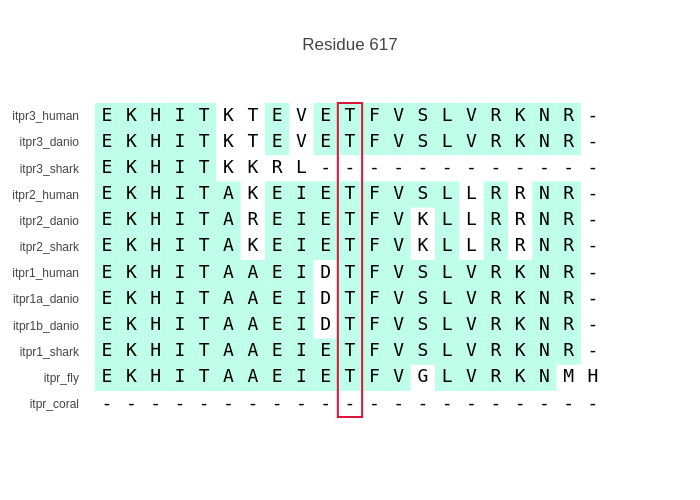 Residue 617
itpr3_human E K H I T K T E V E T F V S L V R K N R -
itpr3_danio E K H I T K T E V E T F V S L V R K N R -
itpr3_shark E K H I T K K R L - - - - - - - - - - - -
itpr2_human E K H I T A K E I E T F V S L L R R N R -
itpr2_danio E K H I T A R E I E T F V K L L R R N R -
itpr2_shark E K H I T A K E I E T F V K L L R R N R -
itpr1_human E K H I T A A E I D T F V S L V R K N R -
itpr1a_danio E K H I T A A E I D T F V S L V R K N R -
itpr1b_danio E K H I T A A E I D T F V S L V R K N R -
itpr1_shark E K H I T A A E I E T F V S L V R K N R -
itpr_fly E K H I T A A E I E T F V G L V R K N M H
itpr_coral - - - - - - - - - - - - - - - - - - - - -